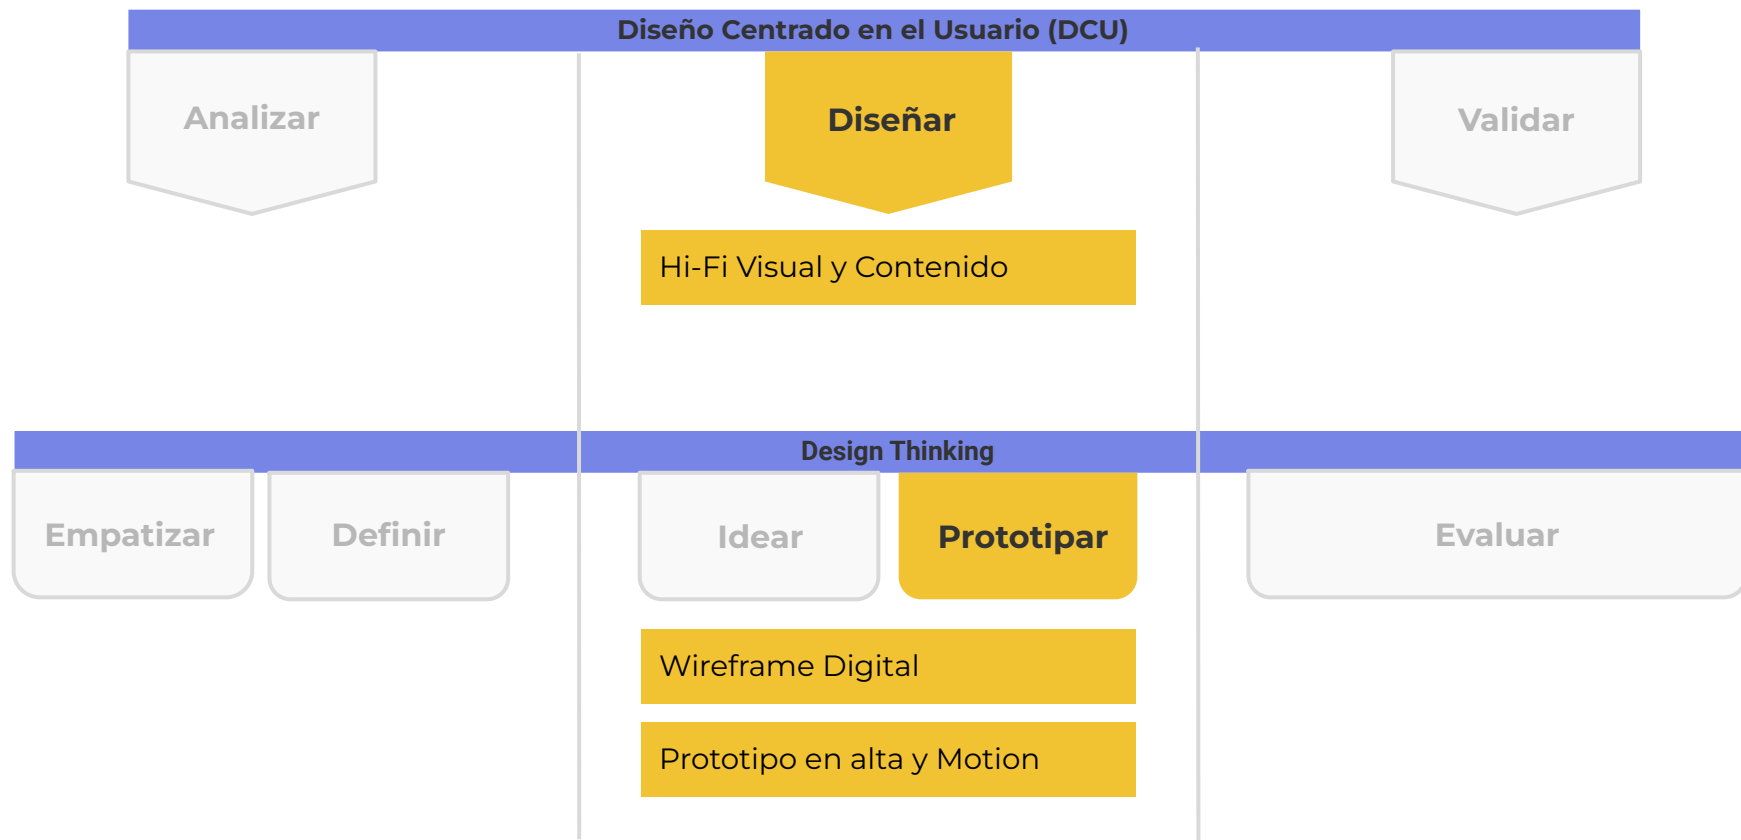 Diseño Centrado en el Usuario (DCU)
Analizar
Diseñar
Validar
Hi-Fi Visual y Contenido
Design Thinking
Empatizar
Definir
Idear
Prototipar
Evaluar
Wireframe Digital
Prototipo en alta y Motion